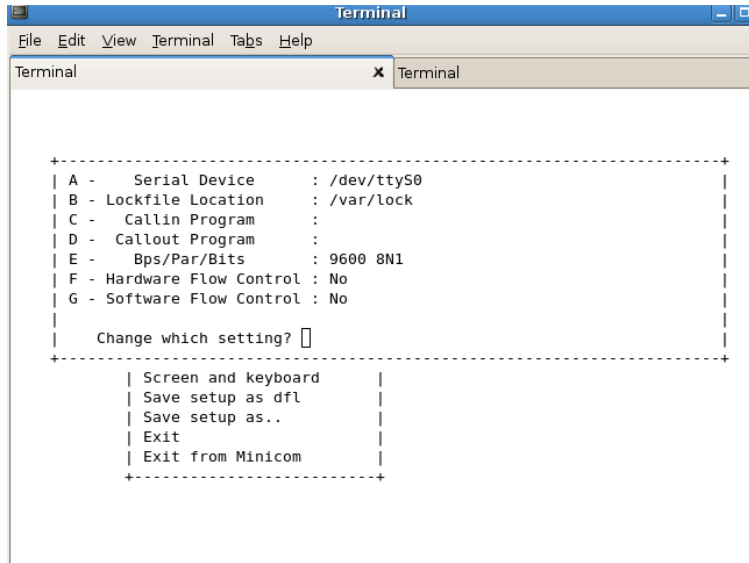 Terminal
File Edit View Terminal Tabs Help
Terminal x Terminal
+-----------------------------------------------------------------------+
| A -    Serial Device      : /dev/ttyS0                                |
| B - Lockfile Location     : /var/lock                                 |
| C -   Callin Program      :                                           |
| D -  Callout Program      :                                           |
| E -    Bps/Par/Bits       : 9600 8N1                                  |
| F - Hardware Flow Control : No                                        |
| G - Software Flow Control : No                                        |
|                                                                       |
|    Change which setting?                                              |
+-----------------------------------------------------------------------+
| Screen and keyboard      |
| Save setup as dfl        |
| Save setup as..          |
| Exit                     |
| Exit from Minicom        |
+--------------------------+